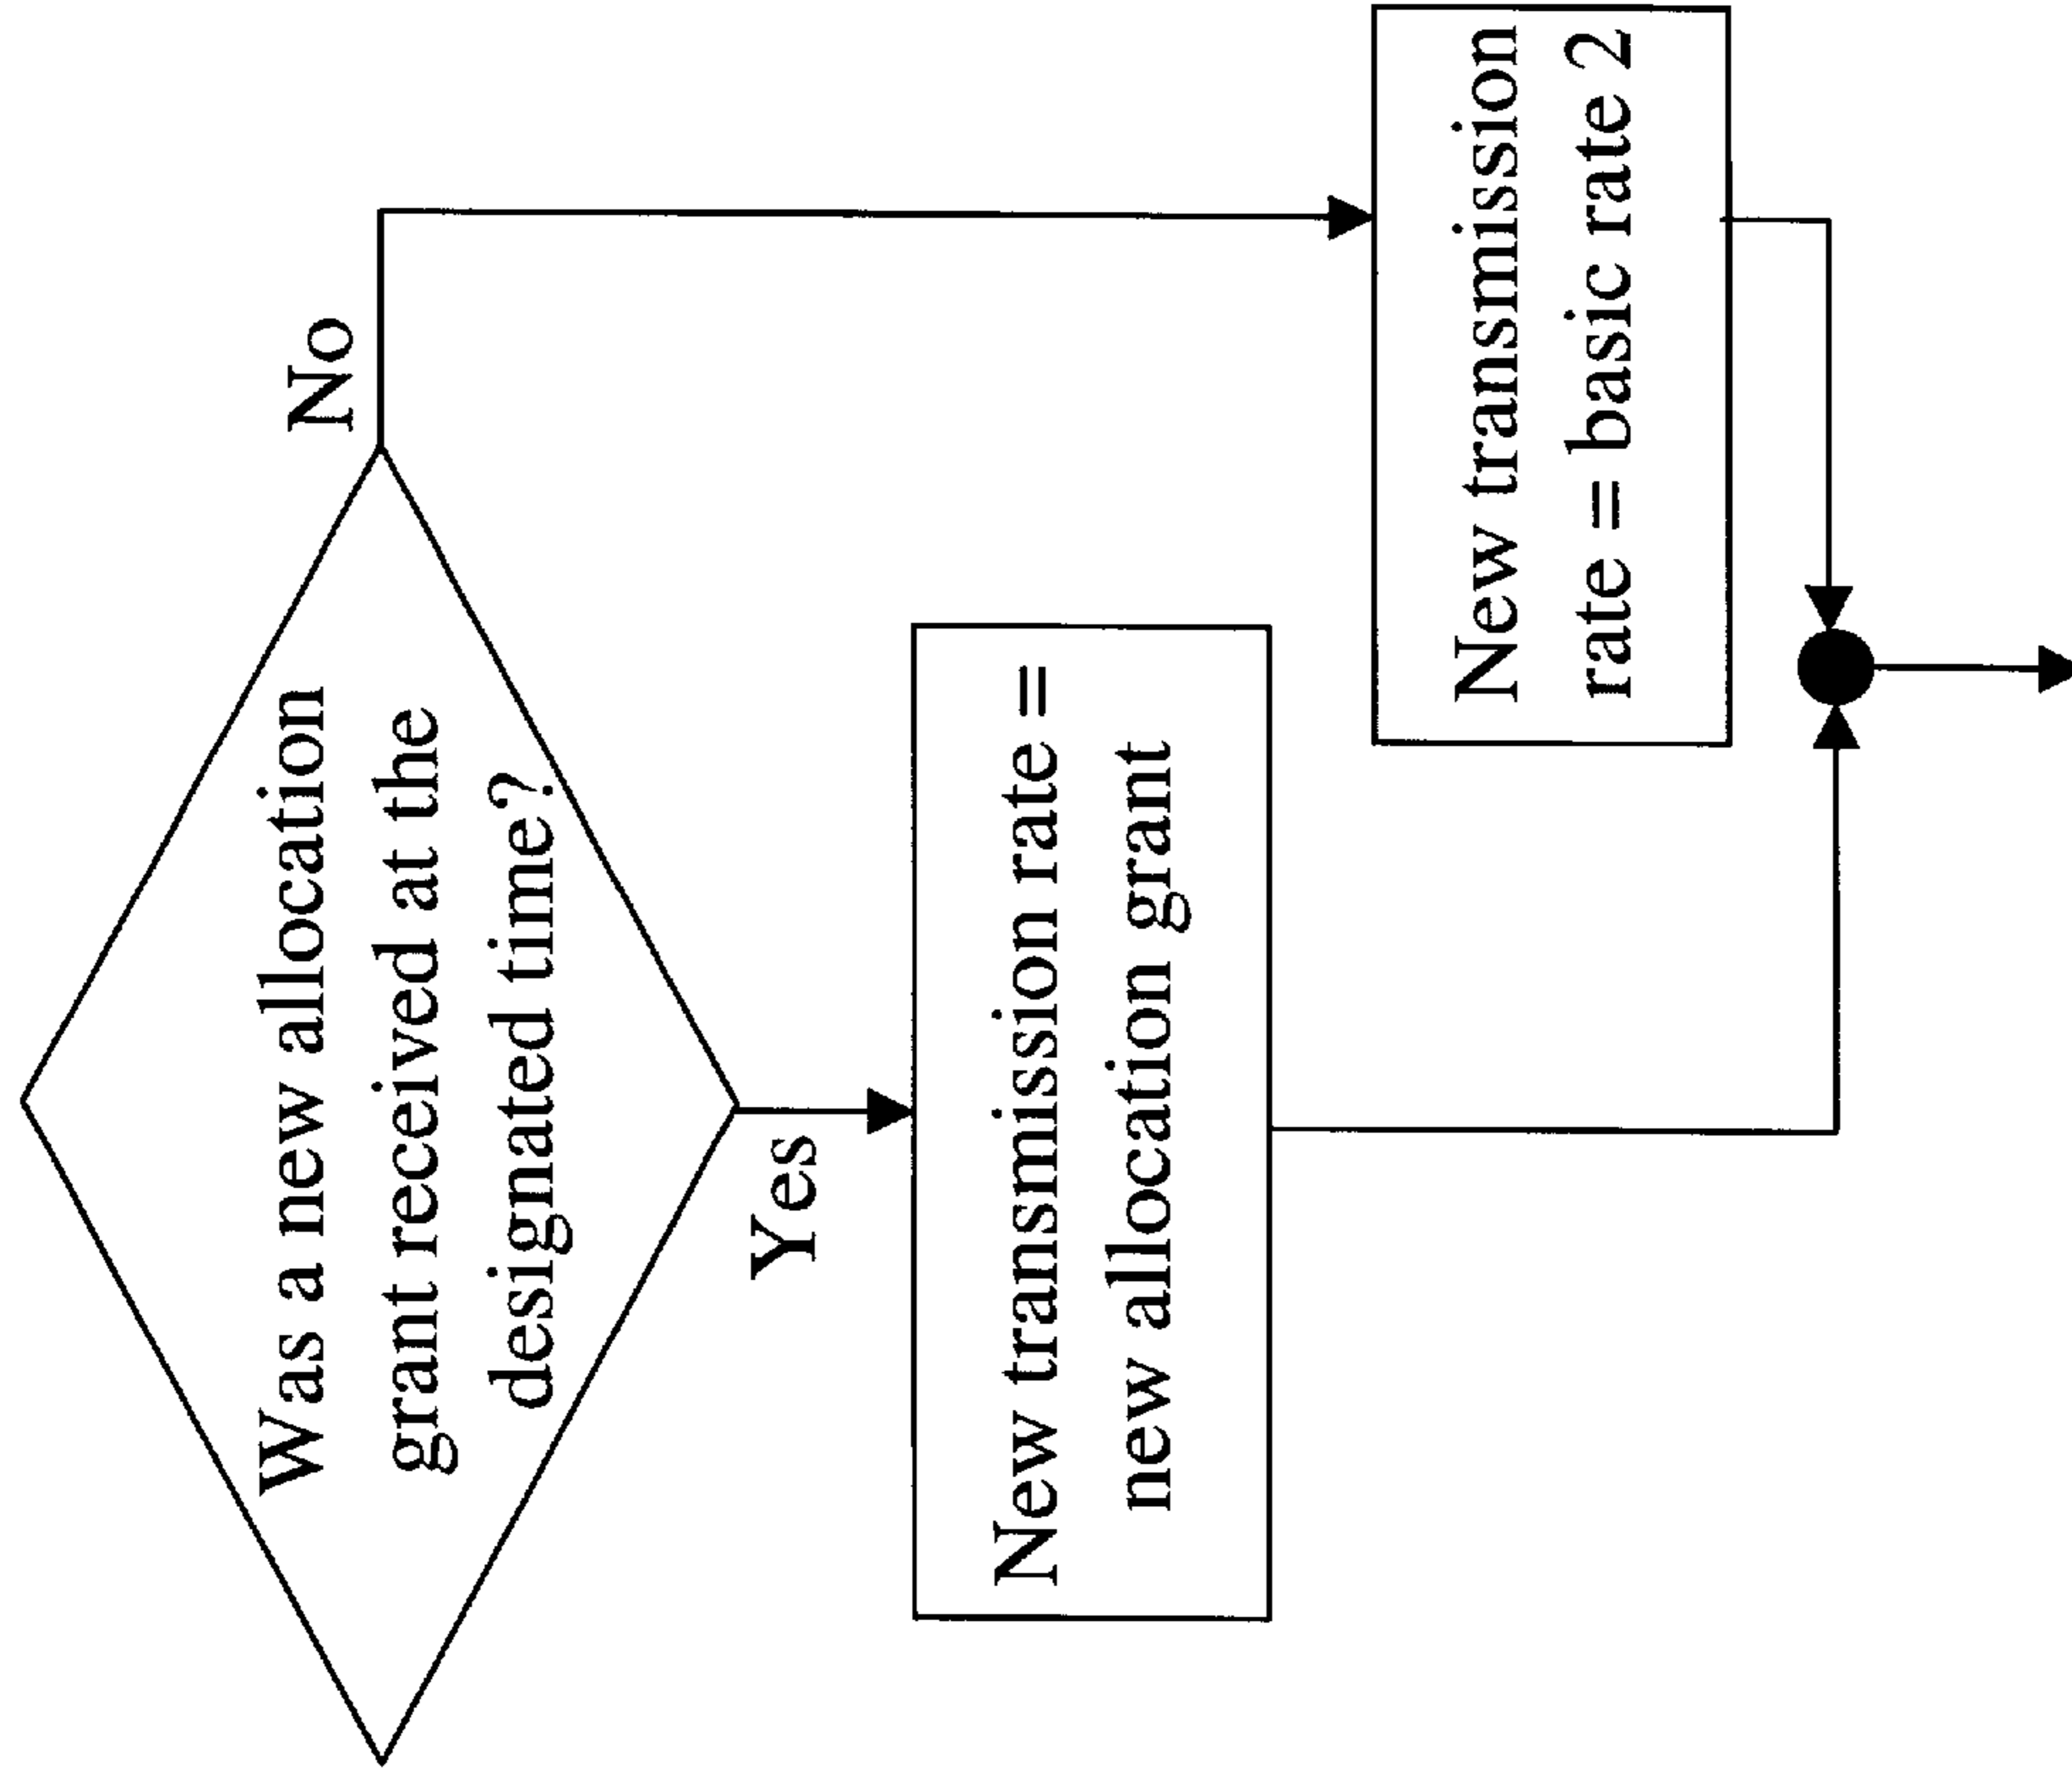 Was a new allocation
grant received at the
designated time?
No
Yes
New transmission rate =
new allocation grant
New transmission
rate = basic rate 2